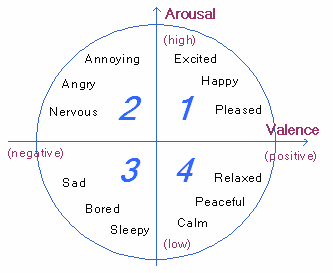 Arousal
(high)
Annoying
Excited
Angry
Happy
Nervous
2
1
Pleased
Valence
(negative)
(positive)
3
4
Sad
Relaxed
Bored
Peaceful
Sleepy
Calm
(low)